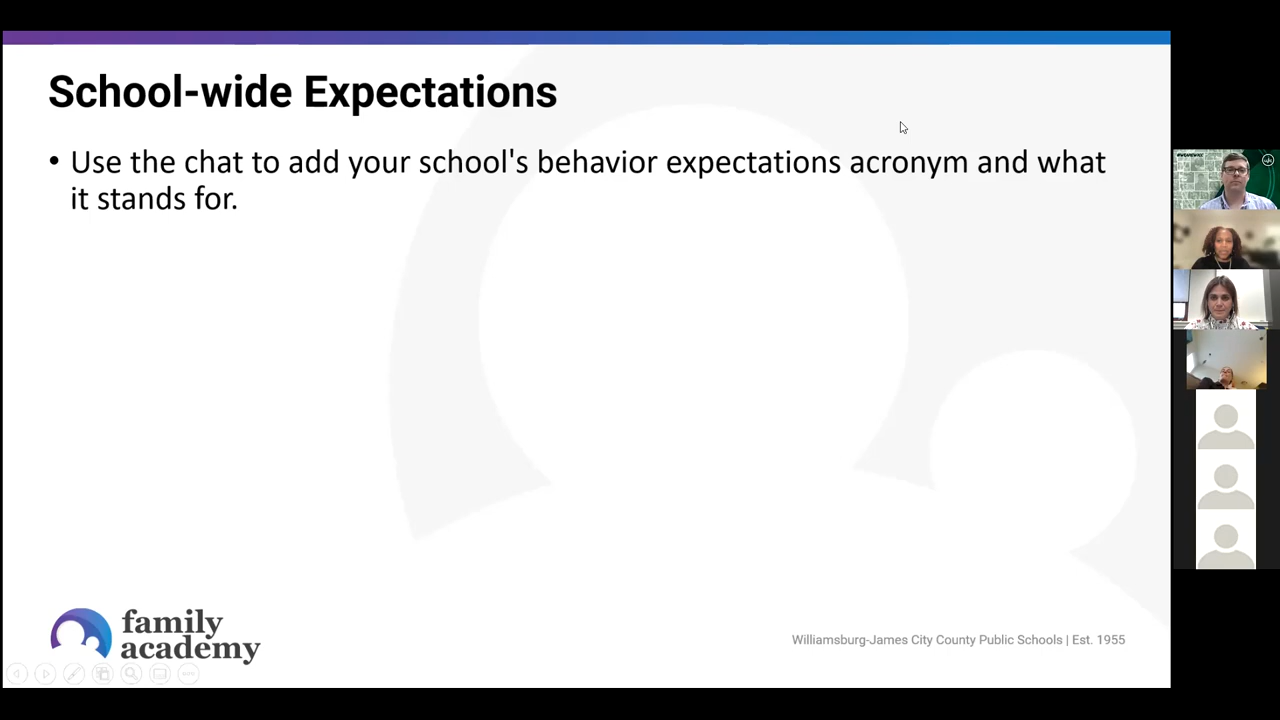 School-wide Expectations
• Use the chat to add your school's behavior expectations acronym and what
it stands for.
family
academy
Williamsburg-James City County Public Schools | Est. 1955